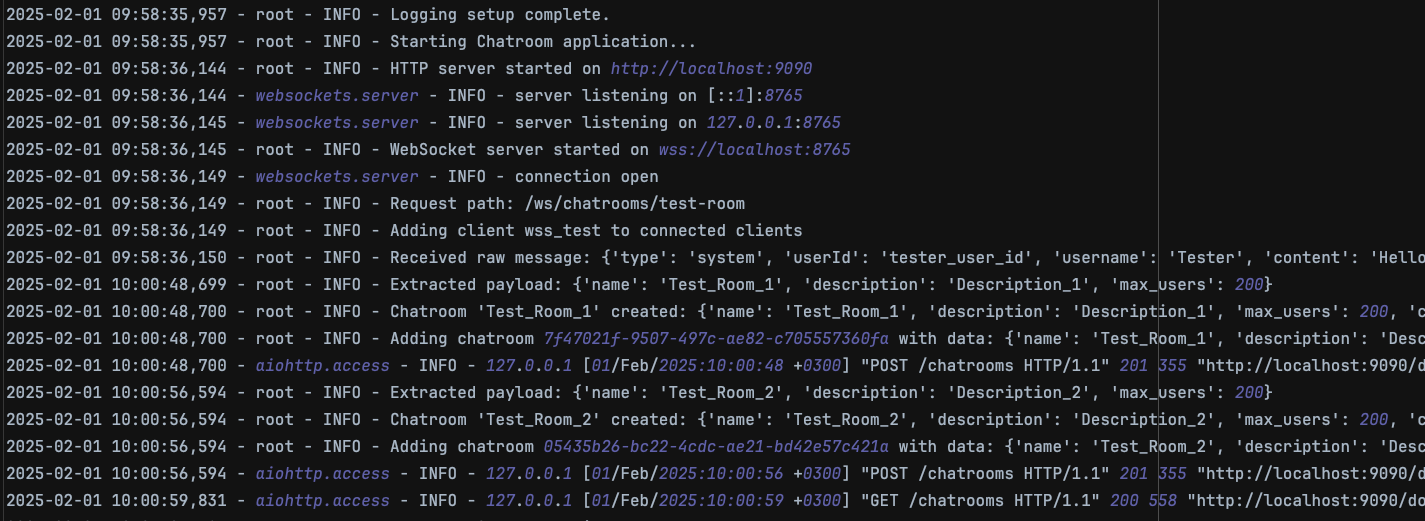 2025-02-01 09:58:35,957 - root - INFO - Logging setup complete.
2025-02-01 09:58:35,957 - root - INFO - Starting Chatroom application...
2025-02-01 09:58:36,144 - root - INFO - HTTP server started on http://localhost:9090
2025-02-01 09:58:36,144 - websockets.server - INFO - server listening on [::1]:8765
2025-02-01 09:58:36,145 - websockets.server - INFO - server listening on 127.0.0.1:8765
2025-02-01 09:58:36,145 - root - INFO - WebSocket server started on wss://localhost:8765
2025-02-01 09:58:36,149 - websockets.server - INFO - connection open
2025-02-01 09:58:36,149 - root - INFO - Request path: /ws/chatrooms/test-room
2025-02-01 09:58:36,149 - root - INFO - Adding client wss_test to connected clients
2025-02-01 09:58:36,150 - root - INFO - Received raw message: {'type': 'system', 'userId': 'tester_user_id', 'username': 'Tester', 'content': 'Hello
2025-02-01 10:00:48,699 - root - INFO - Extracted payload: {'name': 'Test_Room_1', 'description': 'Description_1', 'max_users': 200}
2025-02-01 10:00:48,700 - root - INFO - Chatroom 'Test_Room_1' created: {'name': 'Test_Room_1', 'description': 'Description_1', 'max_users': 200, 'c
2025-02-01 10:00:48,700 - root - INFO - Adding chatroom 7f47021f-9507-497c-ae82-c705557360fa with data: {'name': 'Test_Room_1', 'description': 'Desc
2025-02-01 10:00:48,700 - aiohttp.access - INFO - 127.0.0.1 [01/Feb/2025:10:00:48 +0300] "POST /chatrooms HTTP/1.1" 201 355 "http://localhost:9090/d
2025-02-01 10:00:56,594 - root - INFO - Extracted payload: {'name': 'Test_Room_2', 'description': 'Description_2', 'max_users': 200}
2025-02-01 10:00:56,594 - root - INFO - Chatroom 'Test_Room_2' created: {'name': 'Test_Room_2', 'description': 'Description_2', 'max_users': 200, 'c
2025-02-01 10:00:56,594 - root - INFO - Adding chatroom 05435b26-bc22-4cdc-ae21-bd42e57c421a with data: {'name': 'Test_Room_2', 'description': 'Desc
2025-02-01 10:00:56,594 - aiohttp.access - INFO - 127.0.0.1 [01/Feb/2025:10:00:56 +0300] "POST /chatrooms HTTP/1.1" 201 355 "http://localhost:9090/d
2025-02-01 10:00:59,831 - aiohttp.access - INFO - 127.0.0.1 [01/Feb/2025:10:00:59 +0300] "GET /chatrooms HTTP/1.1" 200 558 "http://localhost:9090/do